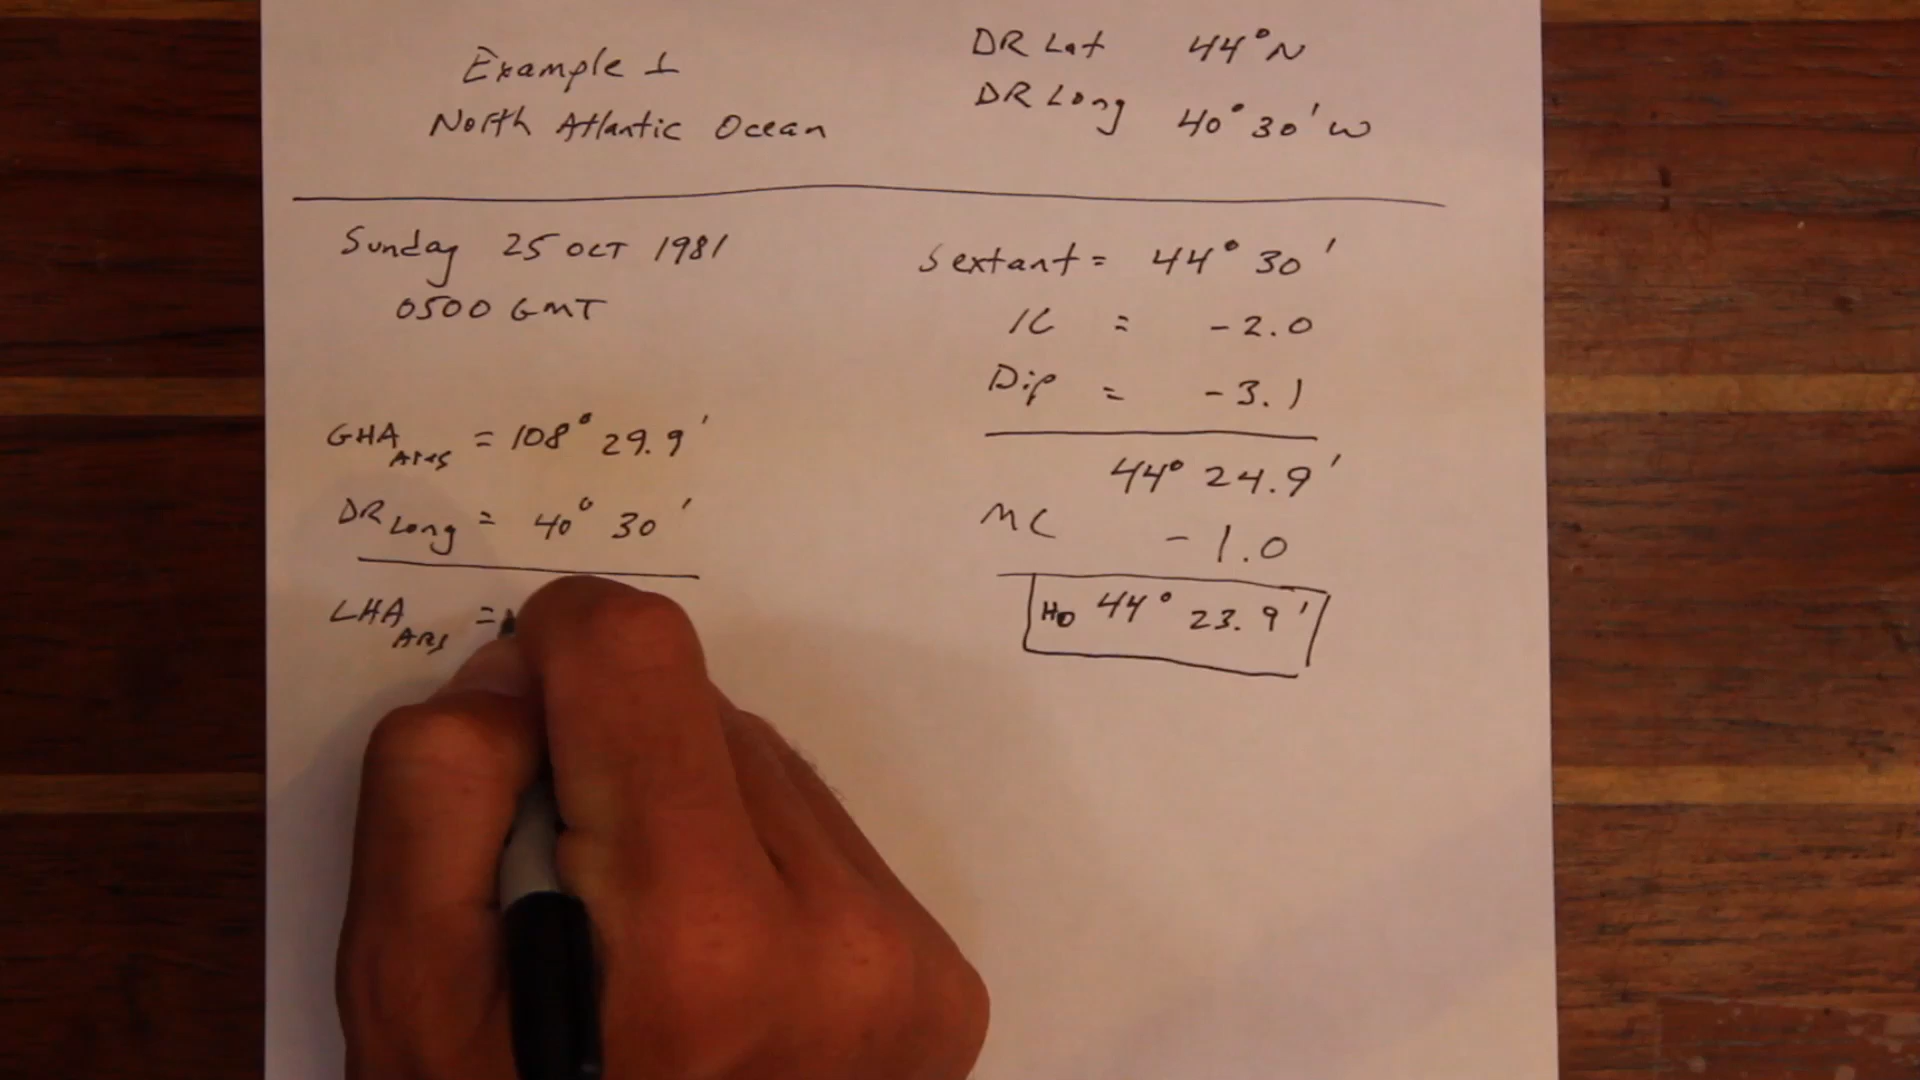 Example 1
North Atlantic Ocean
DR Lat 44° N
DR Long 40° 30' W
Sunday 25 OCT 1981
0500 GMT
GHA Aries = 108° 29.9'
DR Long = 40° 30'
LHA Aries =
Sextant = 44° 30'
IC = -2.0
Dip = -3.1
44° 24.9'
MC -1.0
Ho 44° 23.9'